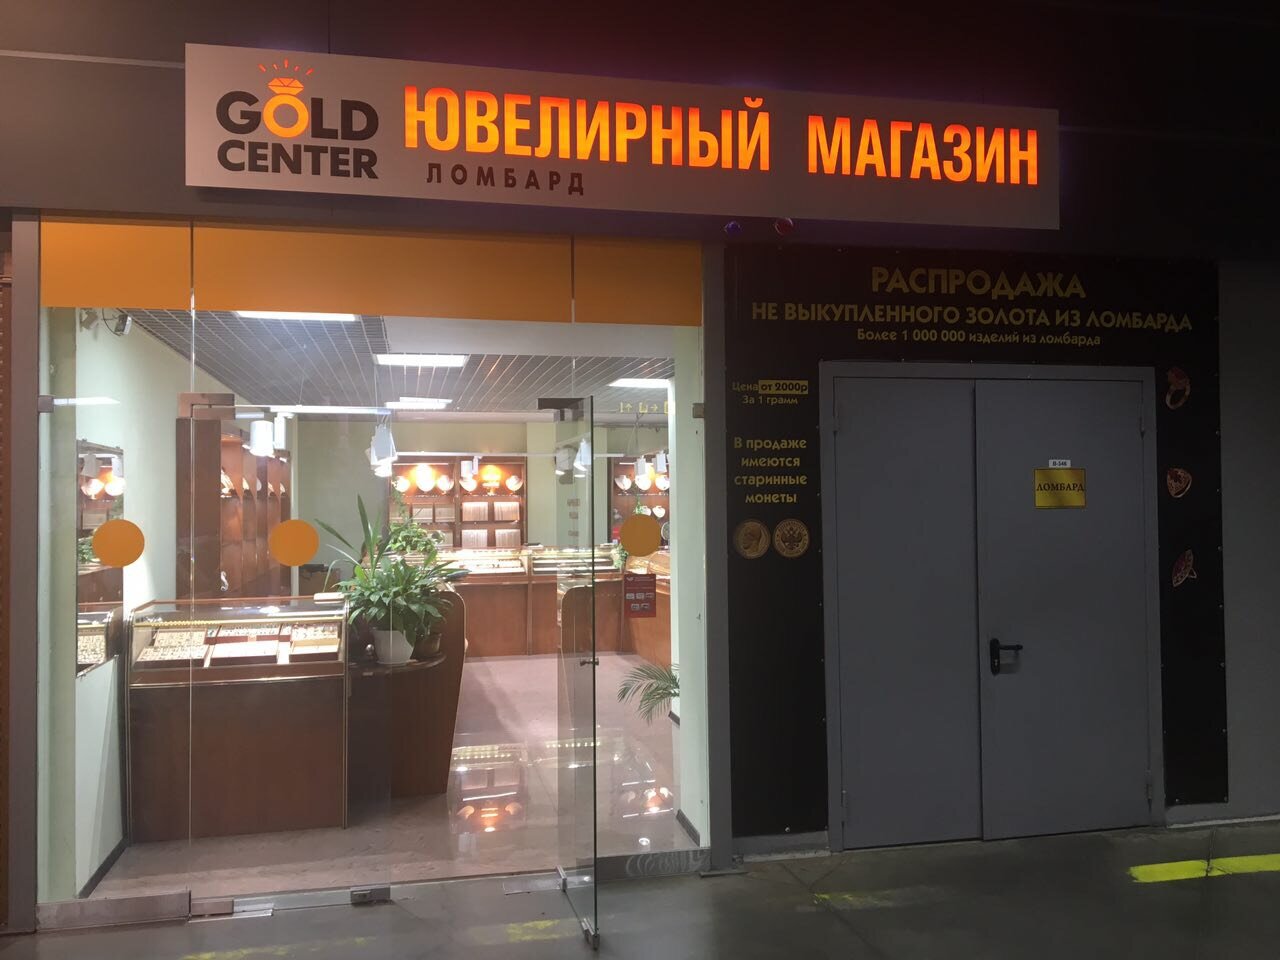 GOLD
CENTER
ЮВЕЛИРНЫЙ МАГАЗИН
ЛОМБАРД
РАСПРОДАЖА
НЕ ВЫКУПЛЕННОГО ЗОЛОТА ИЗ ЛОМБАРДА
Более 1 000 000 изделий из ломбарда
Цена от 2000р
За 1 грамм
В продаже
имеются
старинные
монеты
В-546
ЛОМБАРД